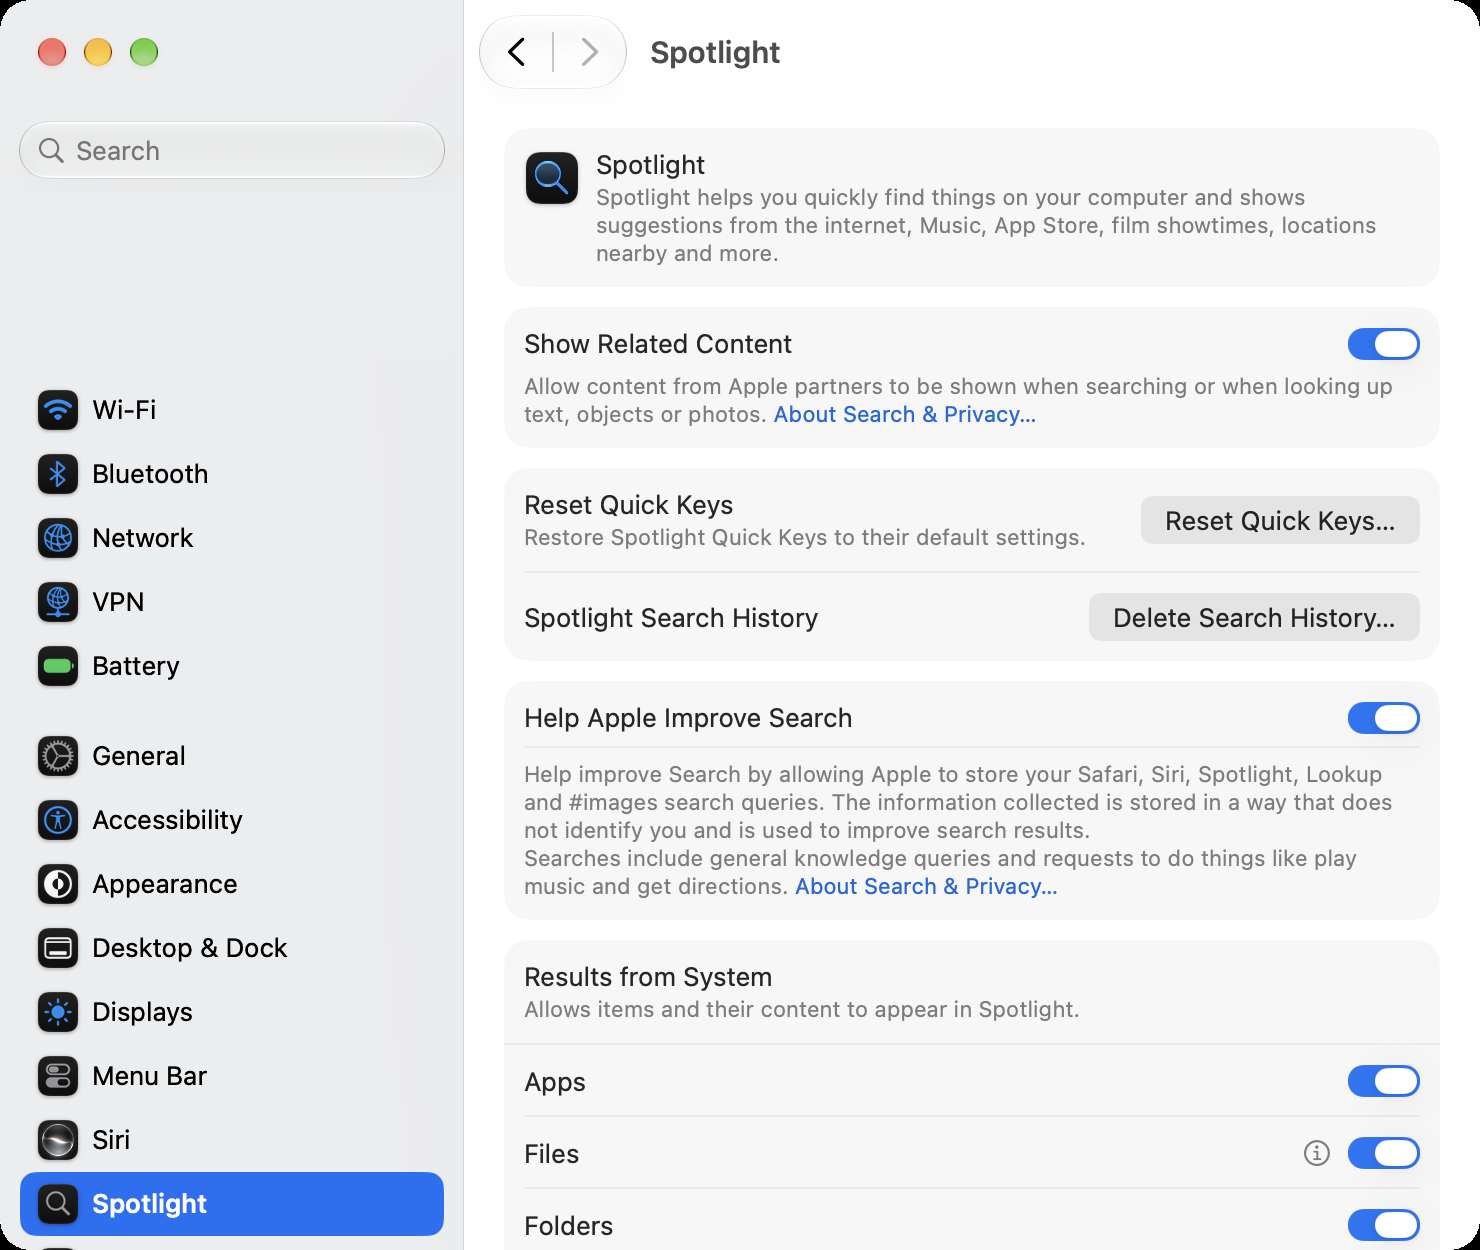 Search
Wi-Fi
Bluetooth
Network
VPN
Battery
General
Accessibility
Appearance
Desktop & Dock
Displays
Menu Bar
Siri
Spotlight
Spotlight
Spotlight
Spotlight helps you quickly find things on your computer and shows
suggestions from the internet, Music, App Store, film showtimes, locations
nearby and more.
Show Related Content
Allow content from Apple partners to be shown when searching or when looking up
text, objects or photos. About Search & Privacy...
Reset Quick Keys
Restore Spotlight Quick Keys to their default settings.
Reset Quick Keys...
Spotlight Search History
Delete Search History...
Help Apple Improve Search
Help improve Search by allowing Apple to store your Safari, Siri, Spotlight, Lookup
and #images search queries. The information collected is stored in a way that does
not identify you and is used to improve search results.
Searches include general knowledge queries and requests to do things like play
music and get directions. About Search & Privacy...
Results from System
Allows items and their content to appear in Spotlight.
Apps
Files
Folders